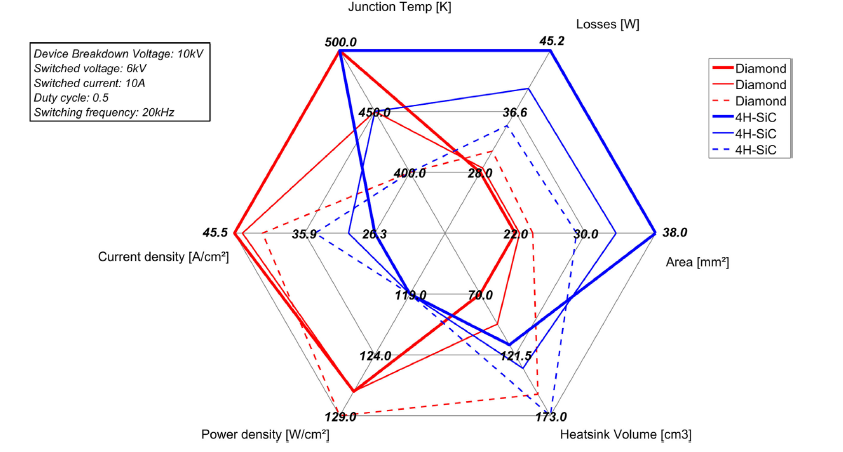 Junction Temp [K]
Losses [W]
500.0
45.2
Device Breakdown Voltage: 10kV
Switched voltage: 6kV
Switched current: 10A
Duty cycle: 0.5
Switching frequency: 20kHz
Diamond
Diamond
Diamond
4H-SiC
4H-SiC
4H-SiC
450.0
36.6
400.0
28.0
45.5
35.9
26.3
22.0
30.0
38.0
Current density [A/cm²]
Area [mm²]
119.0
70.0
124.0
121.5
129.0
173.0
Power density [W/cm²]
Heatsink Volume [cm3]